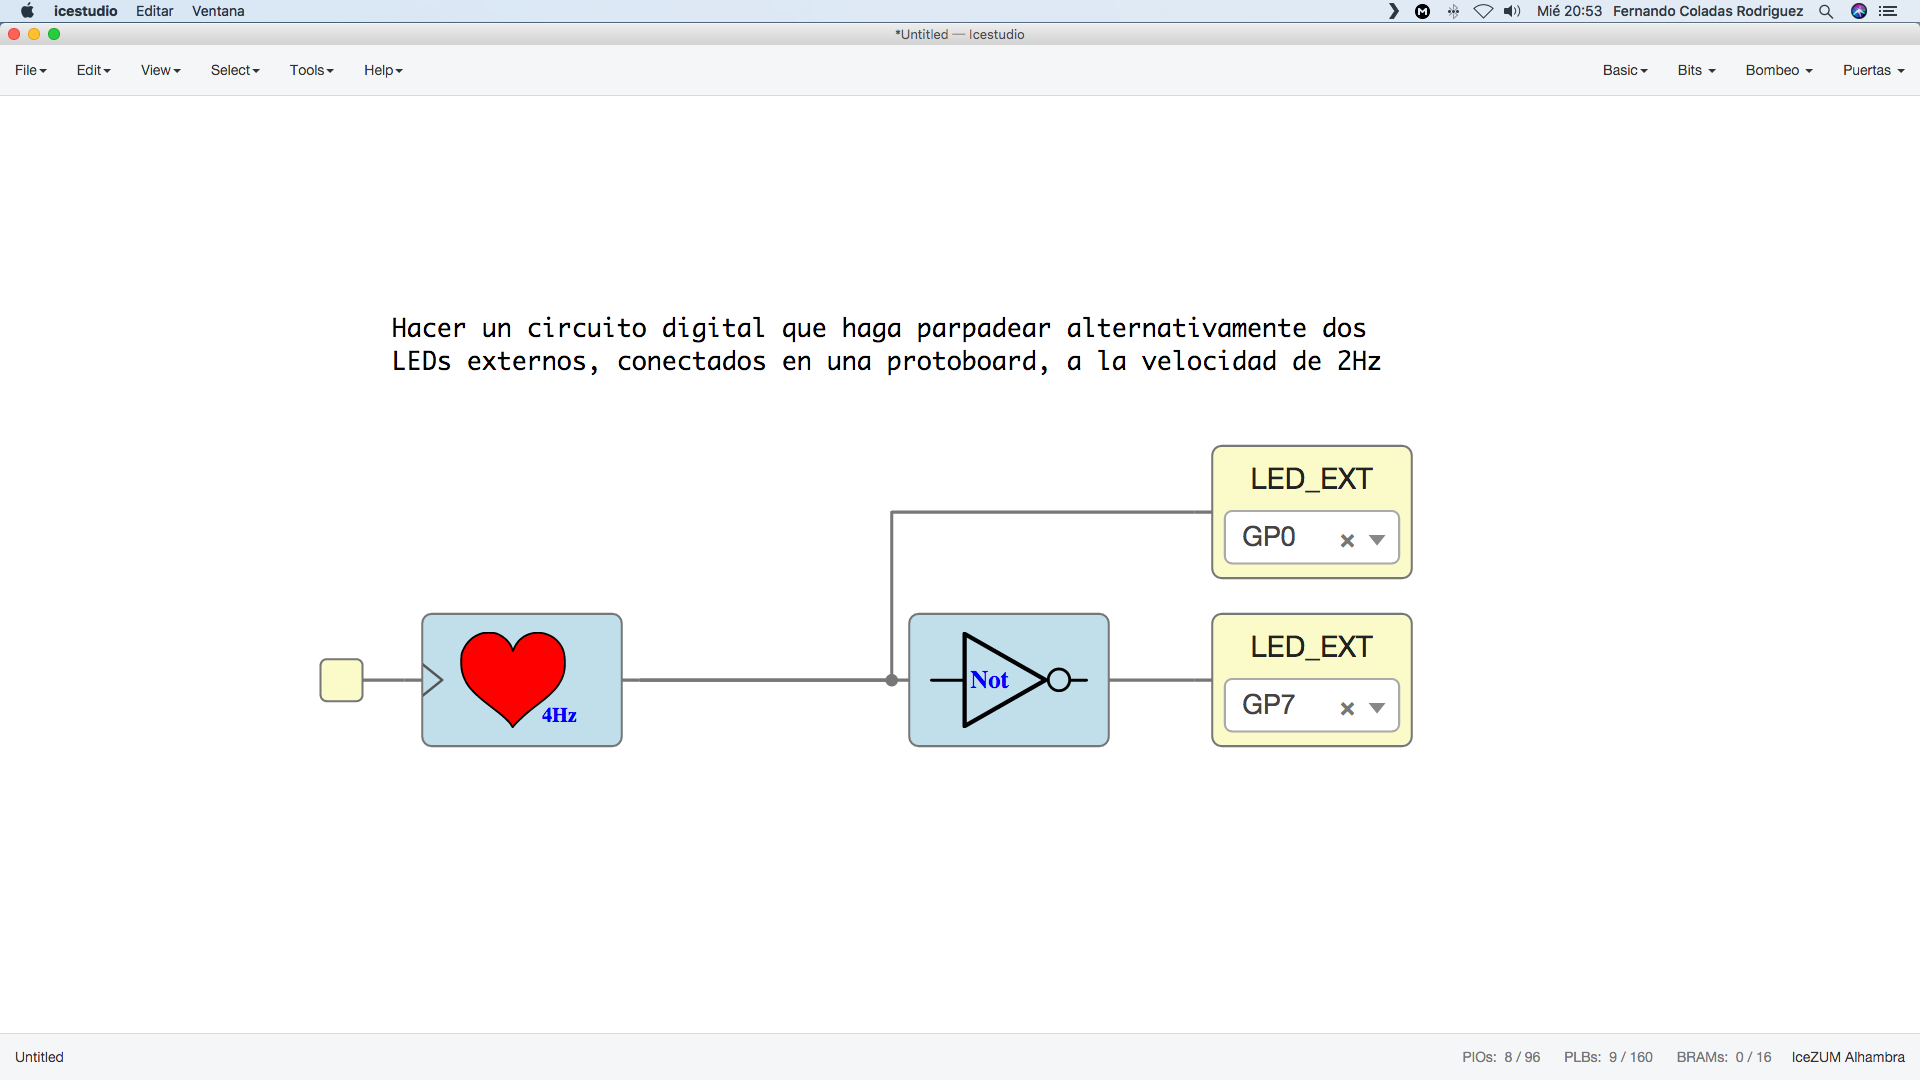 icestudio Editar Ventana
Mié 20:53 Fernando Coladas Rodriguez
*Untitled — Icestudio
File Edit View Select Tools Help
Basic Bits Bombeo Puertas
Hacer un circuito digital que haga parpadear alternativamente dos
LEDs externos, conectados en una protoboard, a la velocidad de 2Hz
LED_EXT
GP0
4Hz
Not
LED_EXT
GP7
Untitled
PIOs: 8 / 96 PLBs: 9 / 160 BRAMs: 0 / 16 IceZUM Alhambra